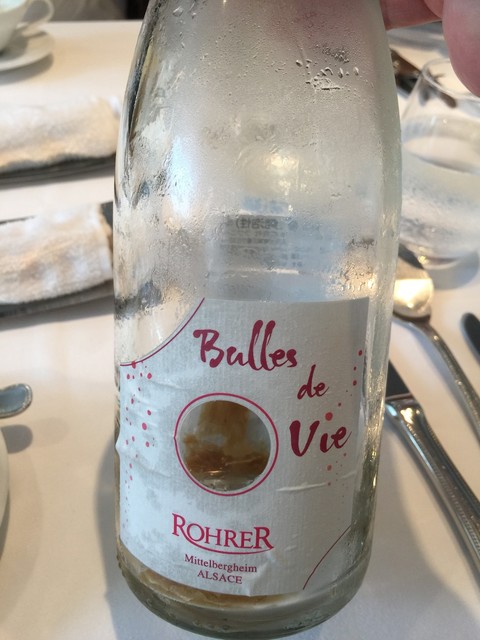 Bulles
de
Vie
ROHRER
Mittelbergheim
ALSACE